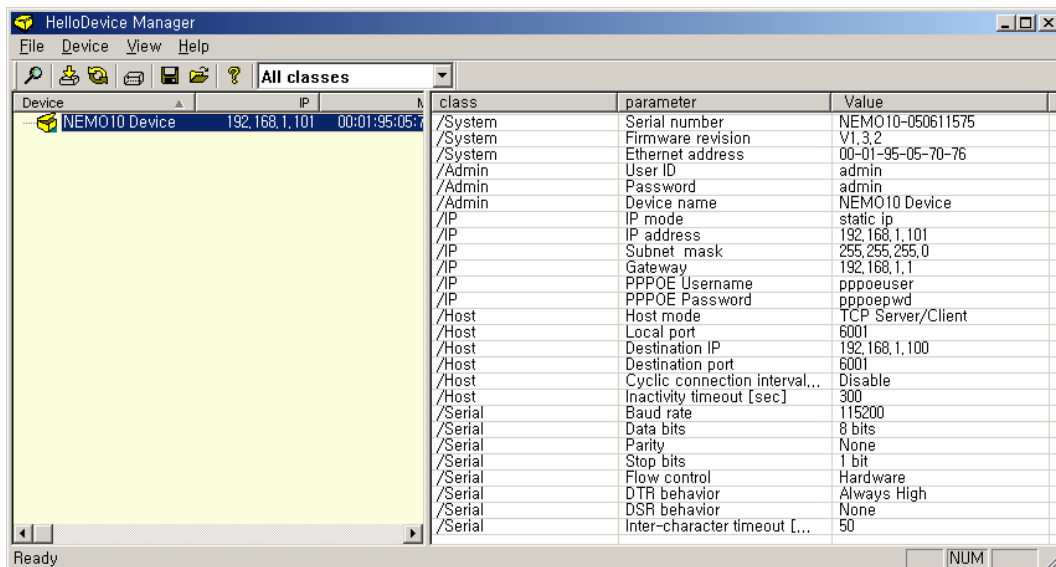 HelloDevice Manager
File Device View Help
All classes
Device IP M class parameter Value
NEMO10 Device 192,168,1,101 00:01:95:05:7 /System Serial number NEMO10-050611575
/System Firmware revision V1,3,2
/System Ethernet address 00-01-95-05-70-76
/Admin User ID admin
/Admin Password admin
/Admin Device name NEMO10 Device
/IP IP mode static ip
/IP IP address 192,168,1,101
/IP Subnet mask 255,255,255,0
/IP Gateway 192,168,1,1
/IP PPPOE Username pppoeuser
/IP PPPOE Password pppoepwd
/Host Host mode TCP Server/Client
/Host Local port 6001
/Host Destination IP 192,168,1,100
/Host Destination port 6001
/Host Cyclic connection interval,,, Disable
/Host Inactivity timeout [sec] 300
/Serial Baud rate 115200
/Serial Data bits 8 bits
/Serial Parity None
/Serial Stop bits 1 bit
/Serial Flow control Hardware
/Serial DTR behavior Always High
/Serial DSR behavior None
/Serial Inter-character timeout [,,, 50
Ready NUM